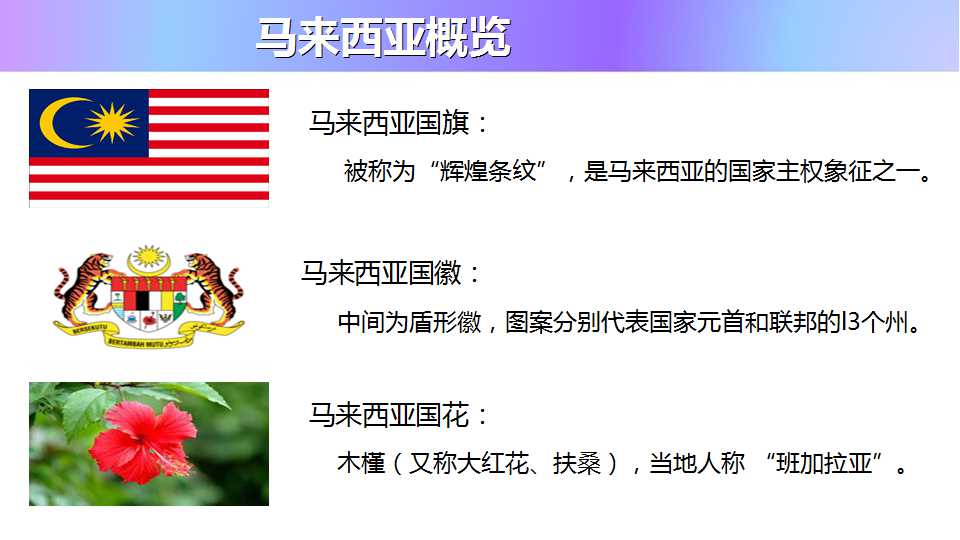 马来西亚概览
马来西亚国旗：
被称为“辉煌条纹”，是马来西亚的国家主权象征之一。
马来西亚国徽：
BERSEKUTU
BERTAMBAH MUTU
中间为盾形徽，图案分别代表国家元首和联邦的l3个州。
马来西亚国花：
木槿（又称大红花、扶桑），当地人称 “班加拉亚”。